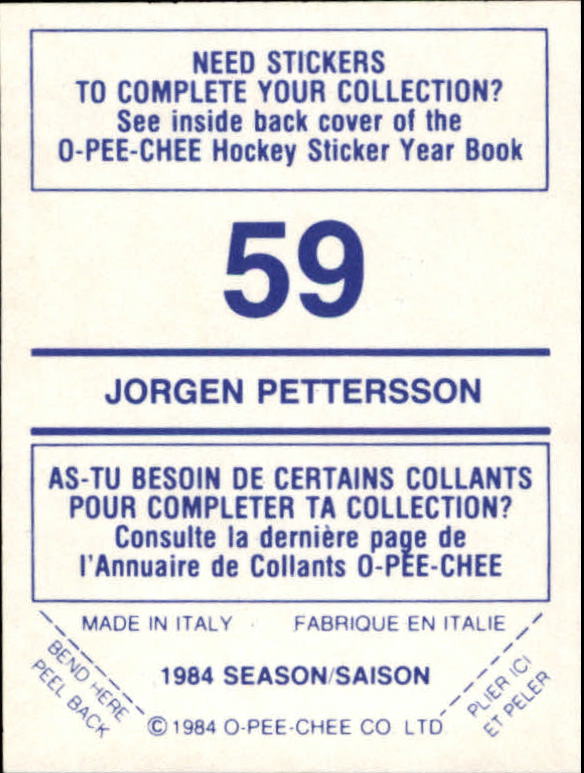 NEED STICKERS
TO COMPLETE YOUR COLLECTION?
See inside back cover of the
O-PEE-CHEE Hockey Sticker Year Book
59
JORGEN PETTERSSON
AS-TU BESOIN DE CERTAINS COLLANTS
POUR COMPLETER TA COLLECTION?
Consulte la dernière page de
l'Annuaire de Collants O-PEE-CHEE
MADE IN ITALY FABRIQUE EN ITALIE
BEND HERE
PEEL BACK
1984 SEASON/SAISON
PLIER ICI
ET PELER
© 1984 O-PEE-CHEE CO. LTD.